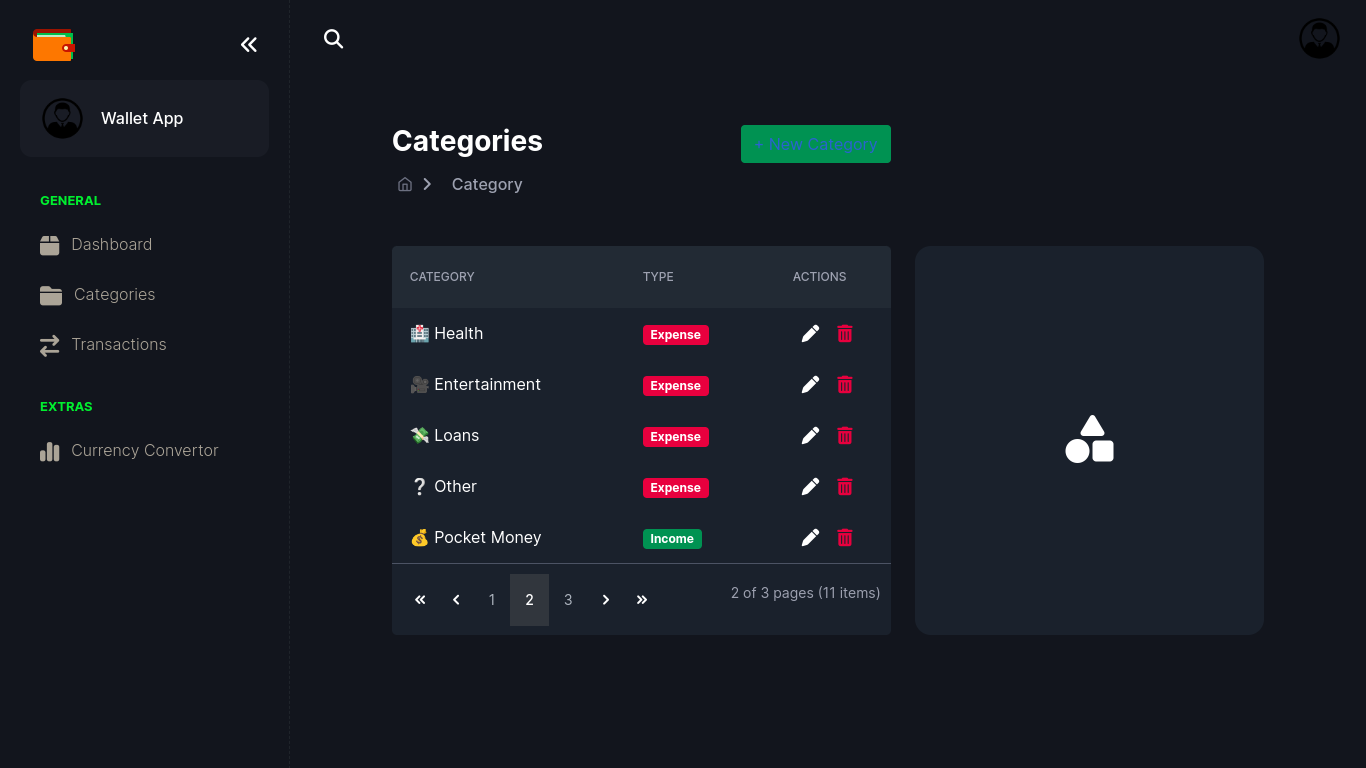 Wallet App
GENERAL
Dashboard
Categories
Transactions
EXTRAS
Currency Convertor
Categories
+ New Category
Category
CATEGORY TYPE ACTIONS
🏥 Health Expense
🎥 Entertainment Expense
💸 Loans Expense
❔ Other Expense
💰 Pocket Money Income
« ‹ 1 2 3 › »
2 of 3 pages (11 items)